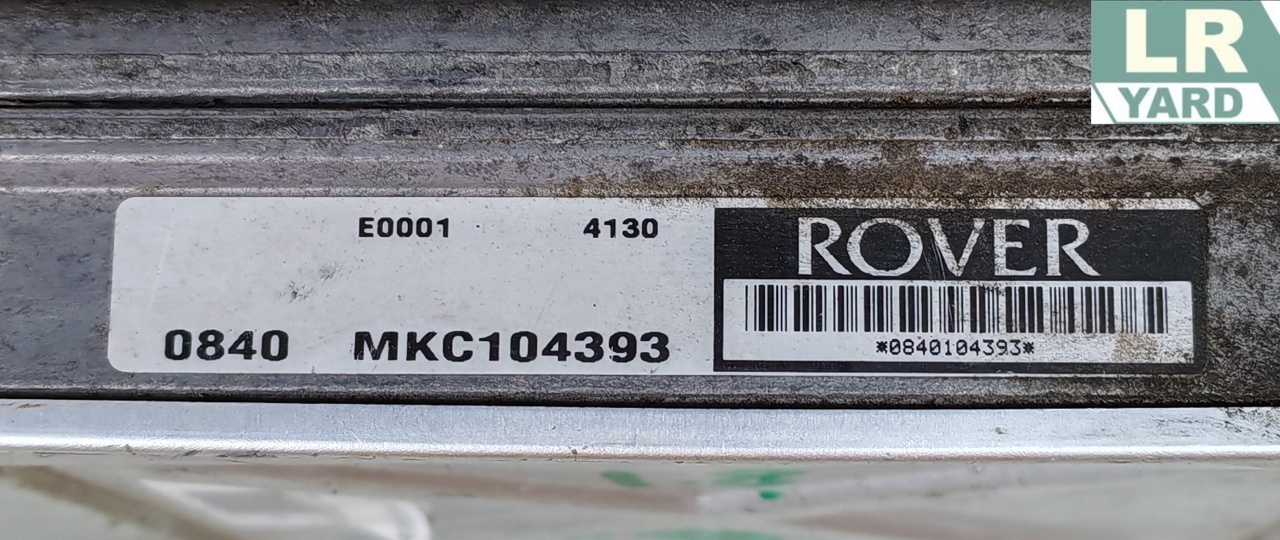 LR
YARD
E0001 4130
ROVER
0840 MKC104393
*0840104393*